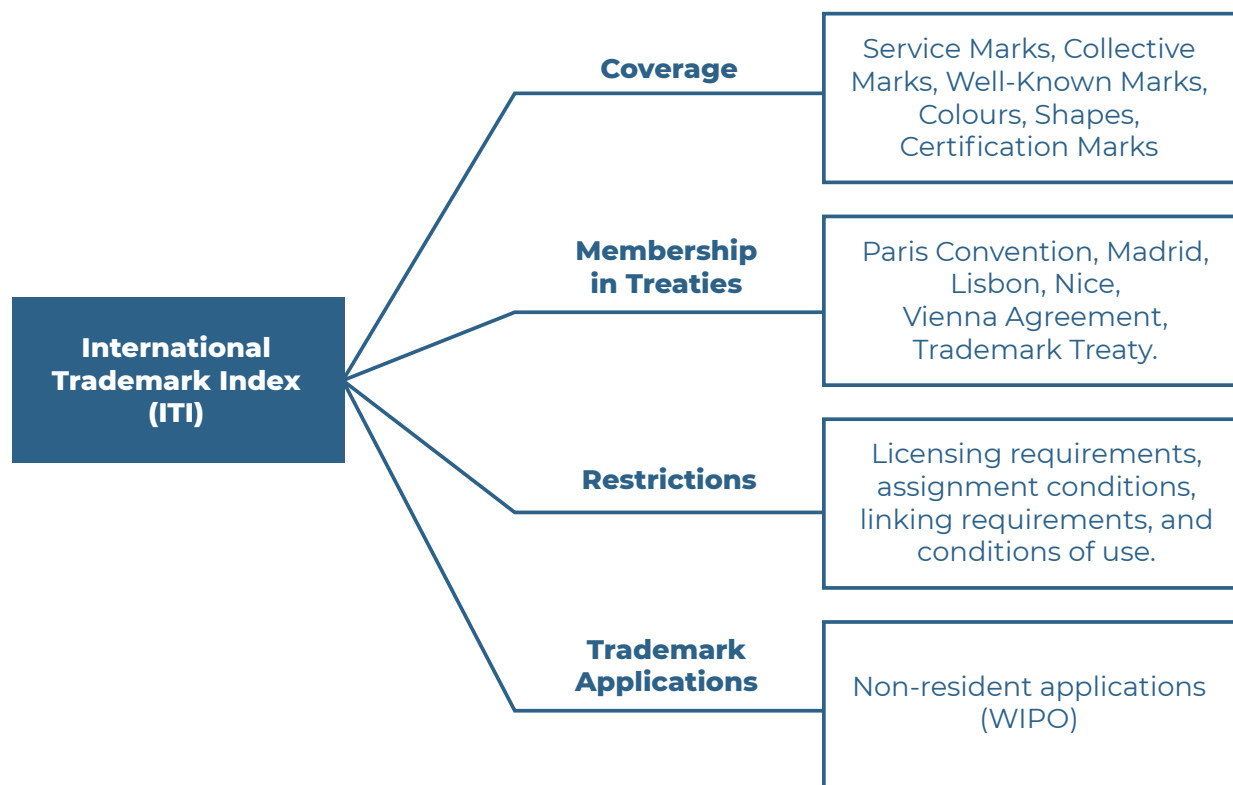 International
Trademark Index
(ITI)
Coverage
Service Marks, Collective
Marks, Well-Known Marks,
Colours, Shapes,
Certification Marks
Membership
in Treaties
Paris Convention, Madrid,
Lisbon, Nice,
Vienna Agreement,
Trademark Treaty.
Restrictions
Licensing requirements,
assignment conditions,
linking requirements, and
conditions of use.
Trademark
Applications
Non-resident applications
(WIPO)